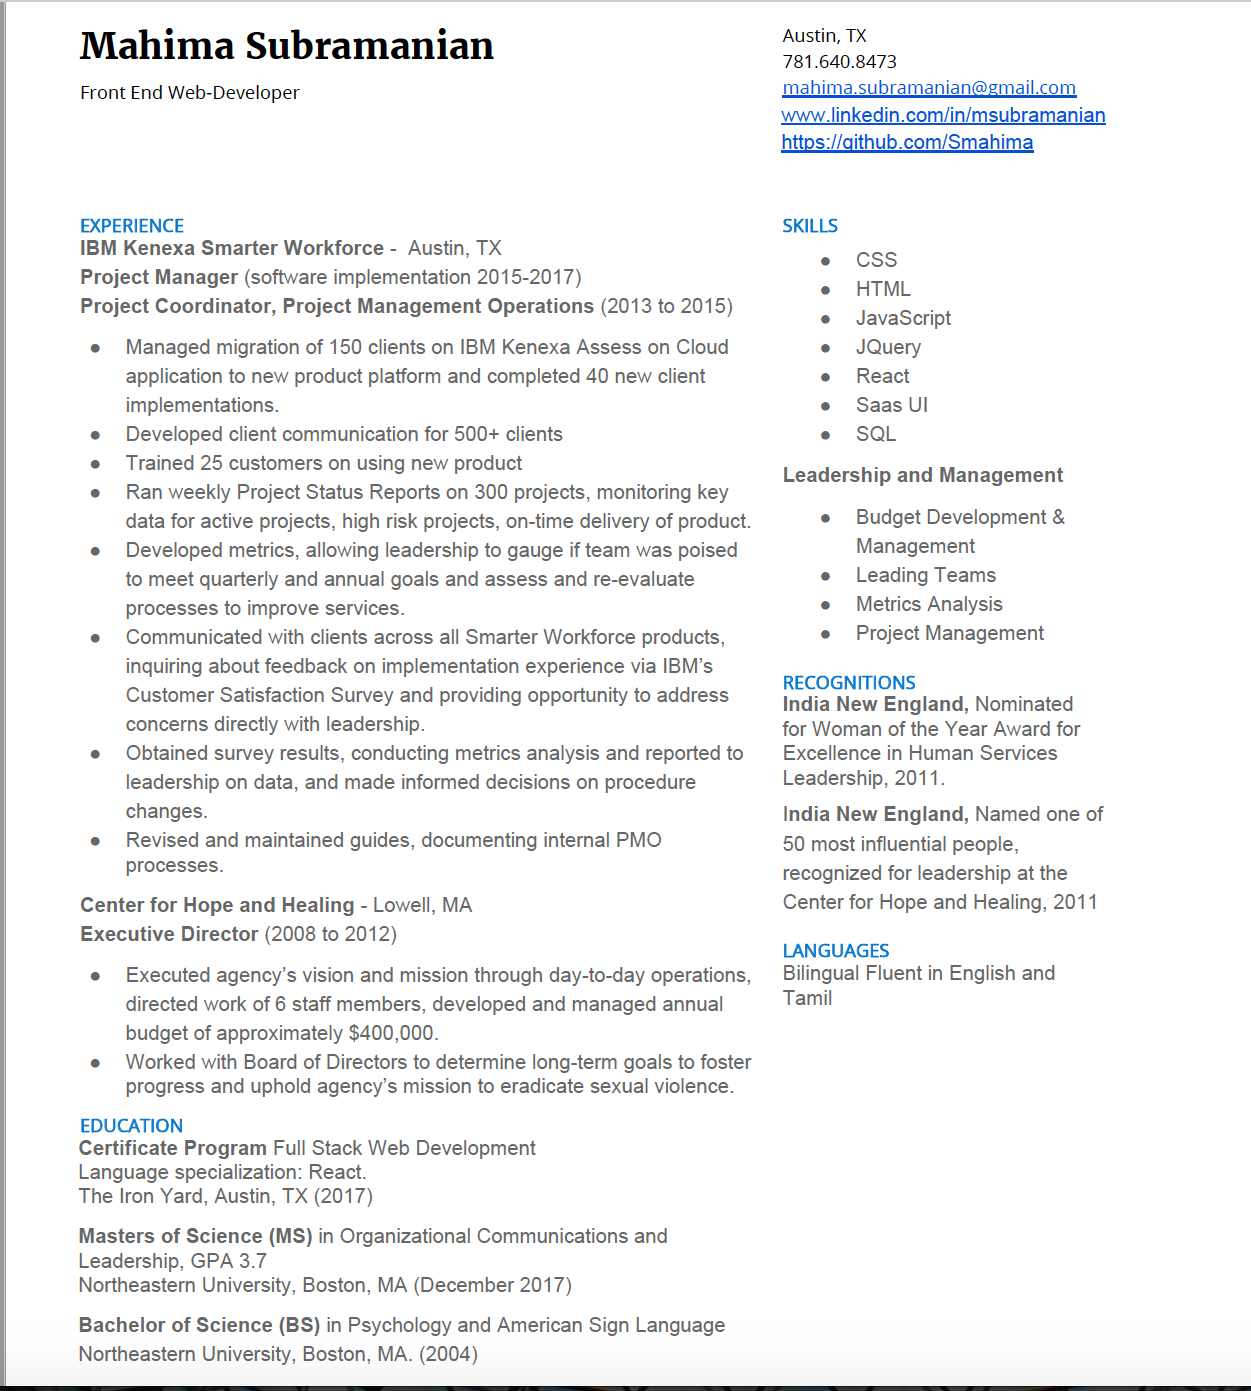 Mahima Subramanian
Front End Web-Developer
Austin, TX
781.640.8473
mahima.subramanian@gmail.com
www.linkedin.com/in/msubramanian
https://github.com/Smahima
EXPERIENCE
IBM Kenexa Smarter Workforce - Austin, TX
Project Manager (software implementation 2015-2017)
Project Coordinator, Project Management Operations (2013 to 2015)
● Managed migration of 150 clients on IBM Kenexa Assess on Cloud
application to new product platform and completed 40 new client
implementations.
● Developed client communication for 500+ clients
● Trained 25 customers on using new product
● Ran weekly Project Status Reports on 300 projects, monitoring key
data for active projects, high risk projects, on-time delivery of product.
● Developed metrics, allowing leadership to gauge if team was poised
to meet quarterly and annual goals and assess and re-evaluate
processes to improve services.
● Communicated with clients across all Smarter Workforce products,
inquiring about feedback on implementation experience via IBM’s
Customer Satisfaction Survey and providing opportunity to address
concerns directly with leadership.
● Obtained survey results, conducting metrics analysis and reported to
leadership on data, and made informed decisions on procedure
changes.
● Revised and maintained guides, documenting internal PMO
processes.
Center for Hope and Healing - Lowell, MA
Executive Director (2008 to 2012)
● Executed agency’s vision and mission through day-to-day operations,
directed work of 6 staff members, developed and managed annual
budget of approximately $400,000.
● Worked with Board of Directors to determine long-term goals to foster
progress and uphold agency’s mission to eradicate sexual violence.
EDUCATION
Certificate Program Full Stack Web Development
Language specialization: React.
The Iron Yard, Austin, TX (2017)
Masters of Science (MS) in Organizational Communications and
Leadership, GPA 3.7
Northeastern University, Boston, MA (December 2017)
Bachelor of Science (BS) in Psychology and American Sign Language
Northeastern University, Boston, MA. (2004)
SKILLS
● CSS
● HTML
● JavaScript
● JQuery
● React
● Saas UI
● SQL
Leadership and Management
● Budget Development &
Management
● Leading Teams
● Metrics Analysis
● Project Management
RECOGNITIONS
India New England, Nominated
for Woman of the Year Award for
Excellence in Human Services
Leadership, 2011.
India New England, Named one of
50 most influential people,
recognized for leadership at the
Center for Hope and Healing, 2011
LANGUAGES
Bilingual Fluent in English and
Tamil